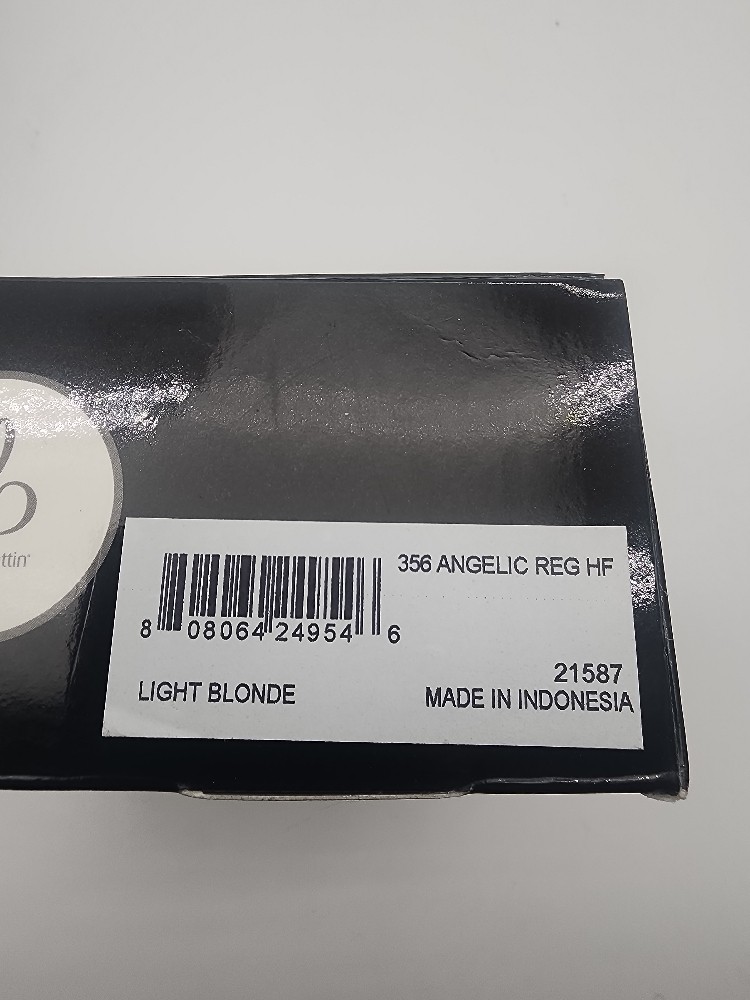 356 ANGELIC REG HF
8 08064 24954 6
21587
LIGHT BLONDE
MADE IN INDONESIA